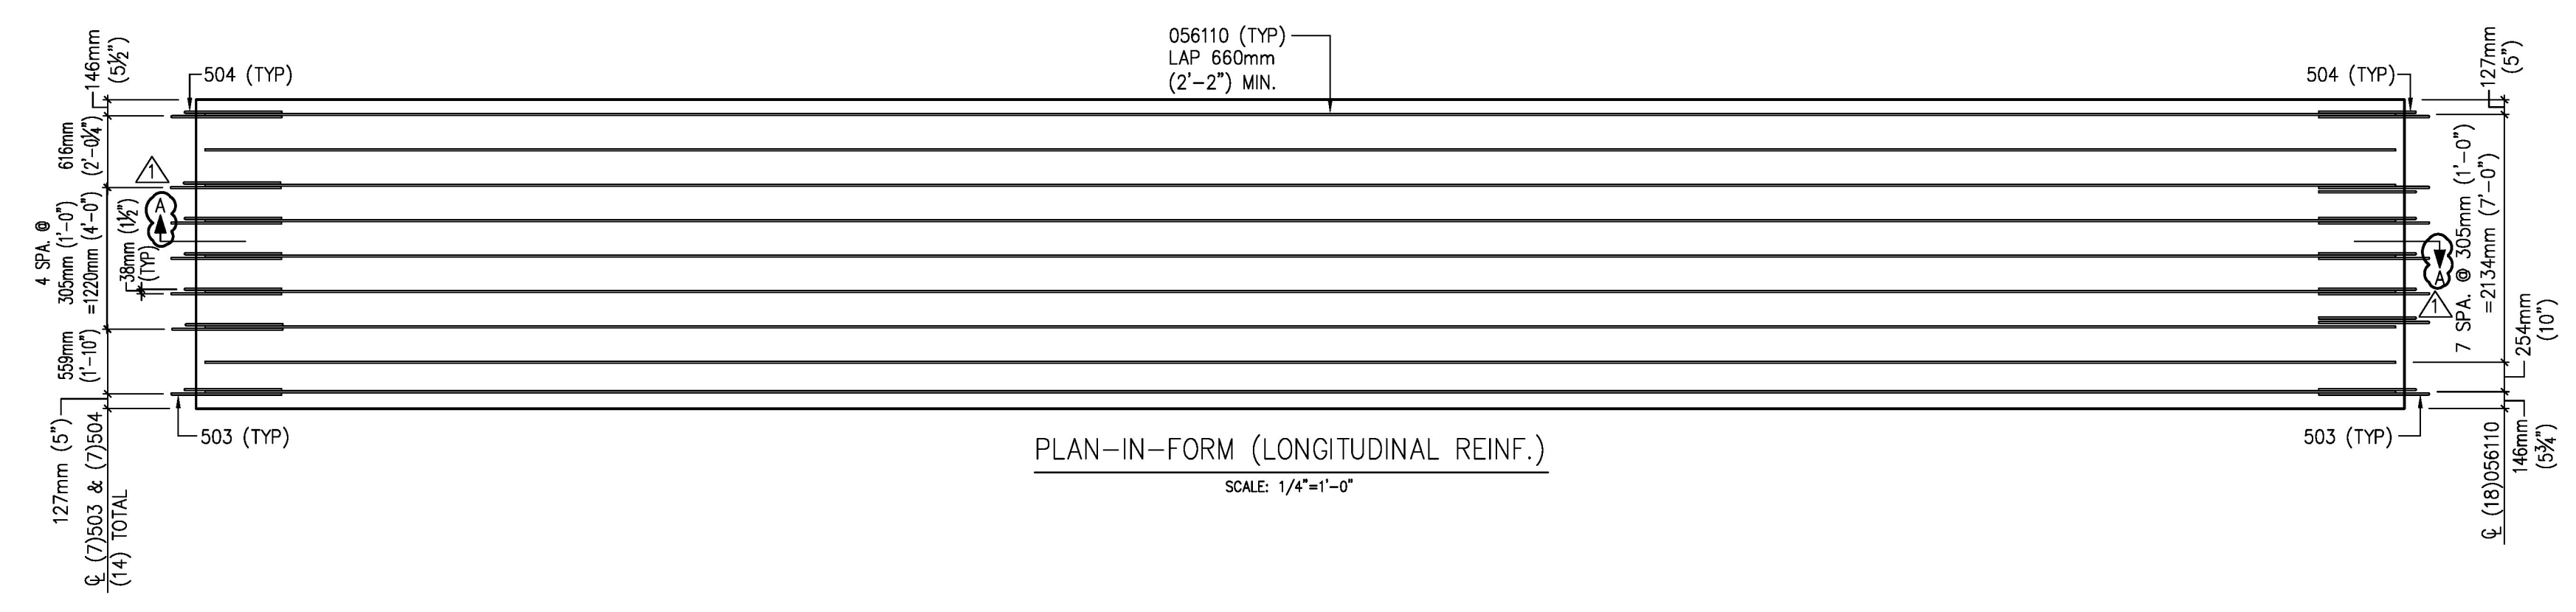 146mm
(5½")
504 (TYP)
616mm
(2'-0¼")
1
A
4 SPA. @
305mm (1'-0")
=1220mm (4'-0")
38mm (1½")
(TYP)
559mm
(1'-10")
127mm (5")
℄ (7)503 & (7)504
(14) TOTAL
503 (TYP)
056110 (TYP)
LAP 660mm
(2'-2") MIN.
PLAN-IN-FORM (LONGITUDINAL REINF.)
SCALE: 1/4"=1'-0"
504 (TYP)
127mm
(5")
7 SPA. @ 305mm (1'-0")
=2134mm (7'-0")
A
1
254mm
(10")
503 (TYP)
℄ (18)056110
146mm
(5¾")